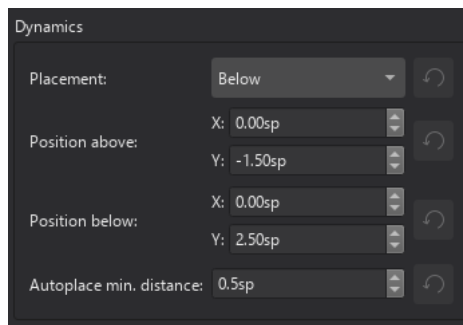 Dynamics
Placement: Below
X: 0.00sp
Position above:
Y: -1.50sp
X: 0.00sp
Position below:
Y: 2.50sp
Autoplace min. distance: 0.5sp